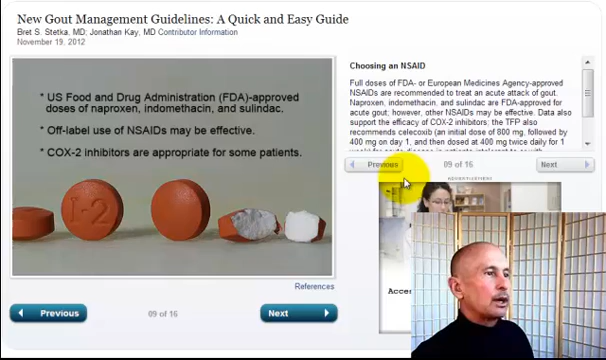 New Gout Management Guidelines: A Quick and Easy Guide
Bret S. Stetka, MD; Jonathan Kay, MD Contributor Information
November 19, 2012
* US Food and Drug Administration (FDA)-approved
doses of naproxen, indomethacin, and sulindac.
* Off-label use of NSAIDs may be effective.
* COX-2 inhibitors are appropriate for some patients.
I-2
References
Previous
09 of 16
Next
Choosing an NSAID
Full doses of FDA- or European Medicines Agency-approved
NSAIDs are recommended to treat an acute attack of gout.
Naproxen, indomethacin, and sulindac are FDA-approved for
acute gout; however, other NSAIDs may be effective. Data also
support the efficacy of COX-2 inhibitors: the TFP also
recommends celecoxib (an initial dose of 800 mg, followed by
400 mg on day 1, and then dosed at 400 mg twice daily for 1
Previous
09 of 16
Next
ADVERTISEMENT
Acces